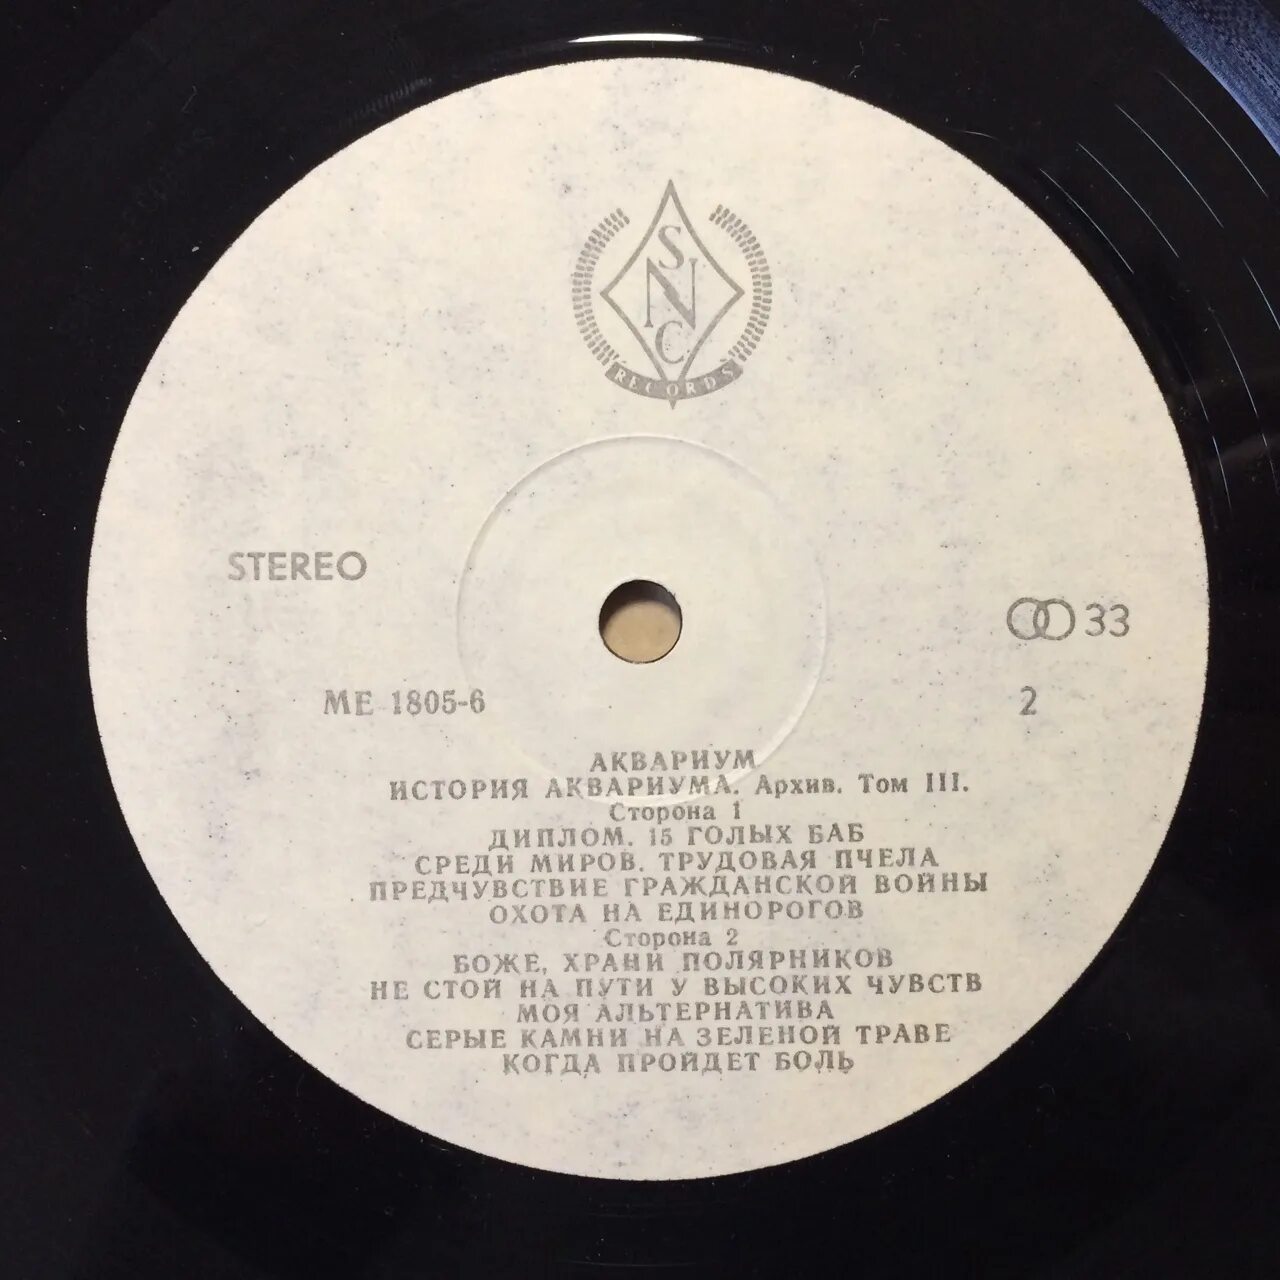 S
N
C
RECORDS
STEREO
33
МЕ 1805-6
2
АКВАРИУМ
ИСТОРИЯ АКВАРИУМА. Архив. Том III.
Сторона 1
ДИПЛОМ. 15 ГОЛЫХ БАБ
СРЕДИ МИРОВ. ТРУДОВАЯ ПЧЕЛА
ПРЕДЧУВСТВИЕ ГРАЖДАНСКОЙ ВОЙНЫ
ОХОТА НА ЕДИНОРОГОВ
Сторона 2
БОЖЕ, ХРАНИ ПОЛЯРНИКОВ
НЕ СТОЙ НА ПУТИ У ВЫСОКИХ ЧУВСТВ
МОЯ АЛЬТЕРНАТИВА
СЕРЫЕ КАМНИ НА ЗЕЛЕНОЙ ТРАВЕ
КОГДА ПРОЙДЕТ БОЛЬ